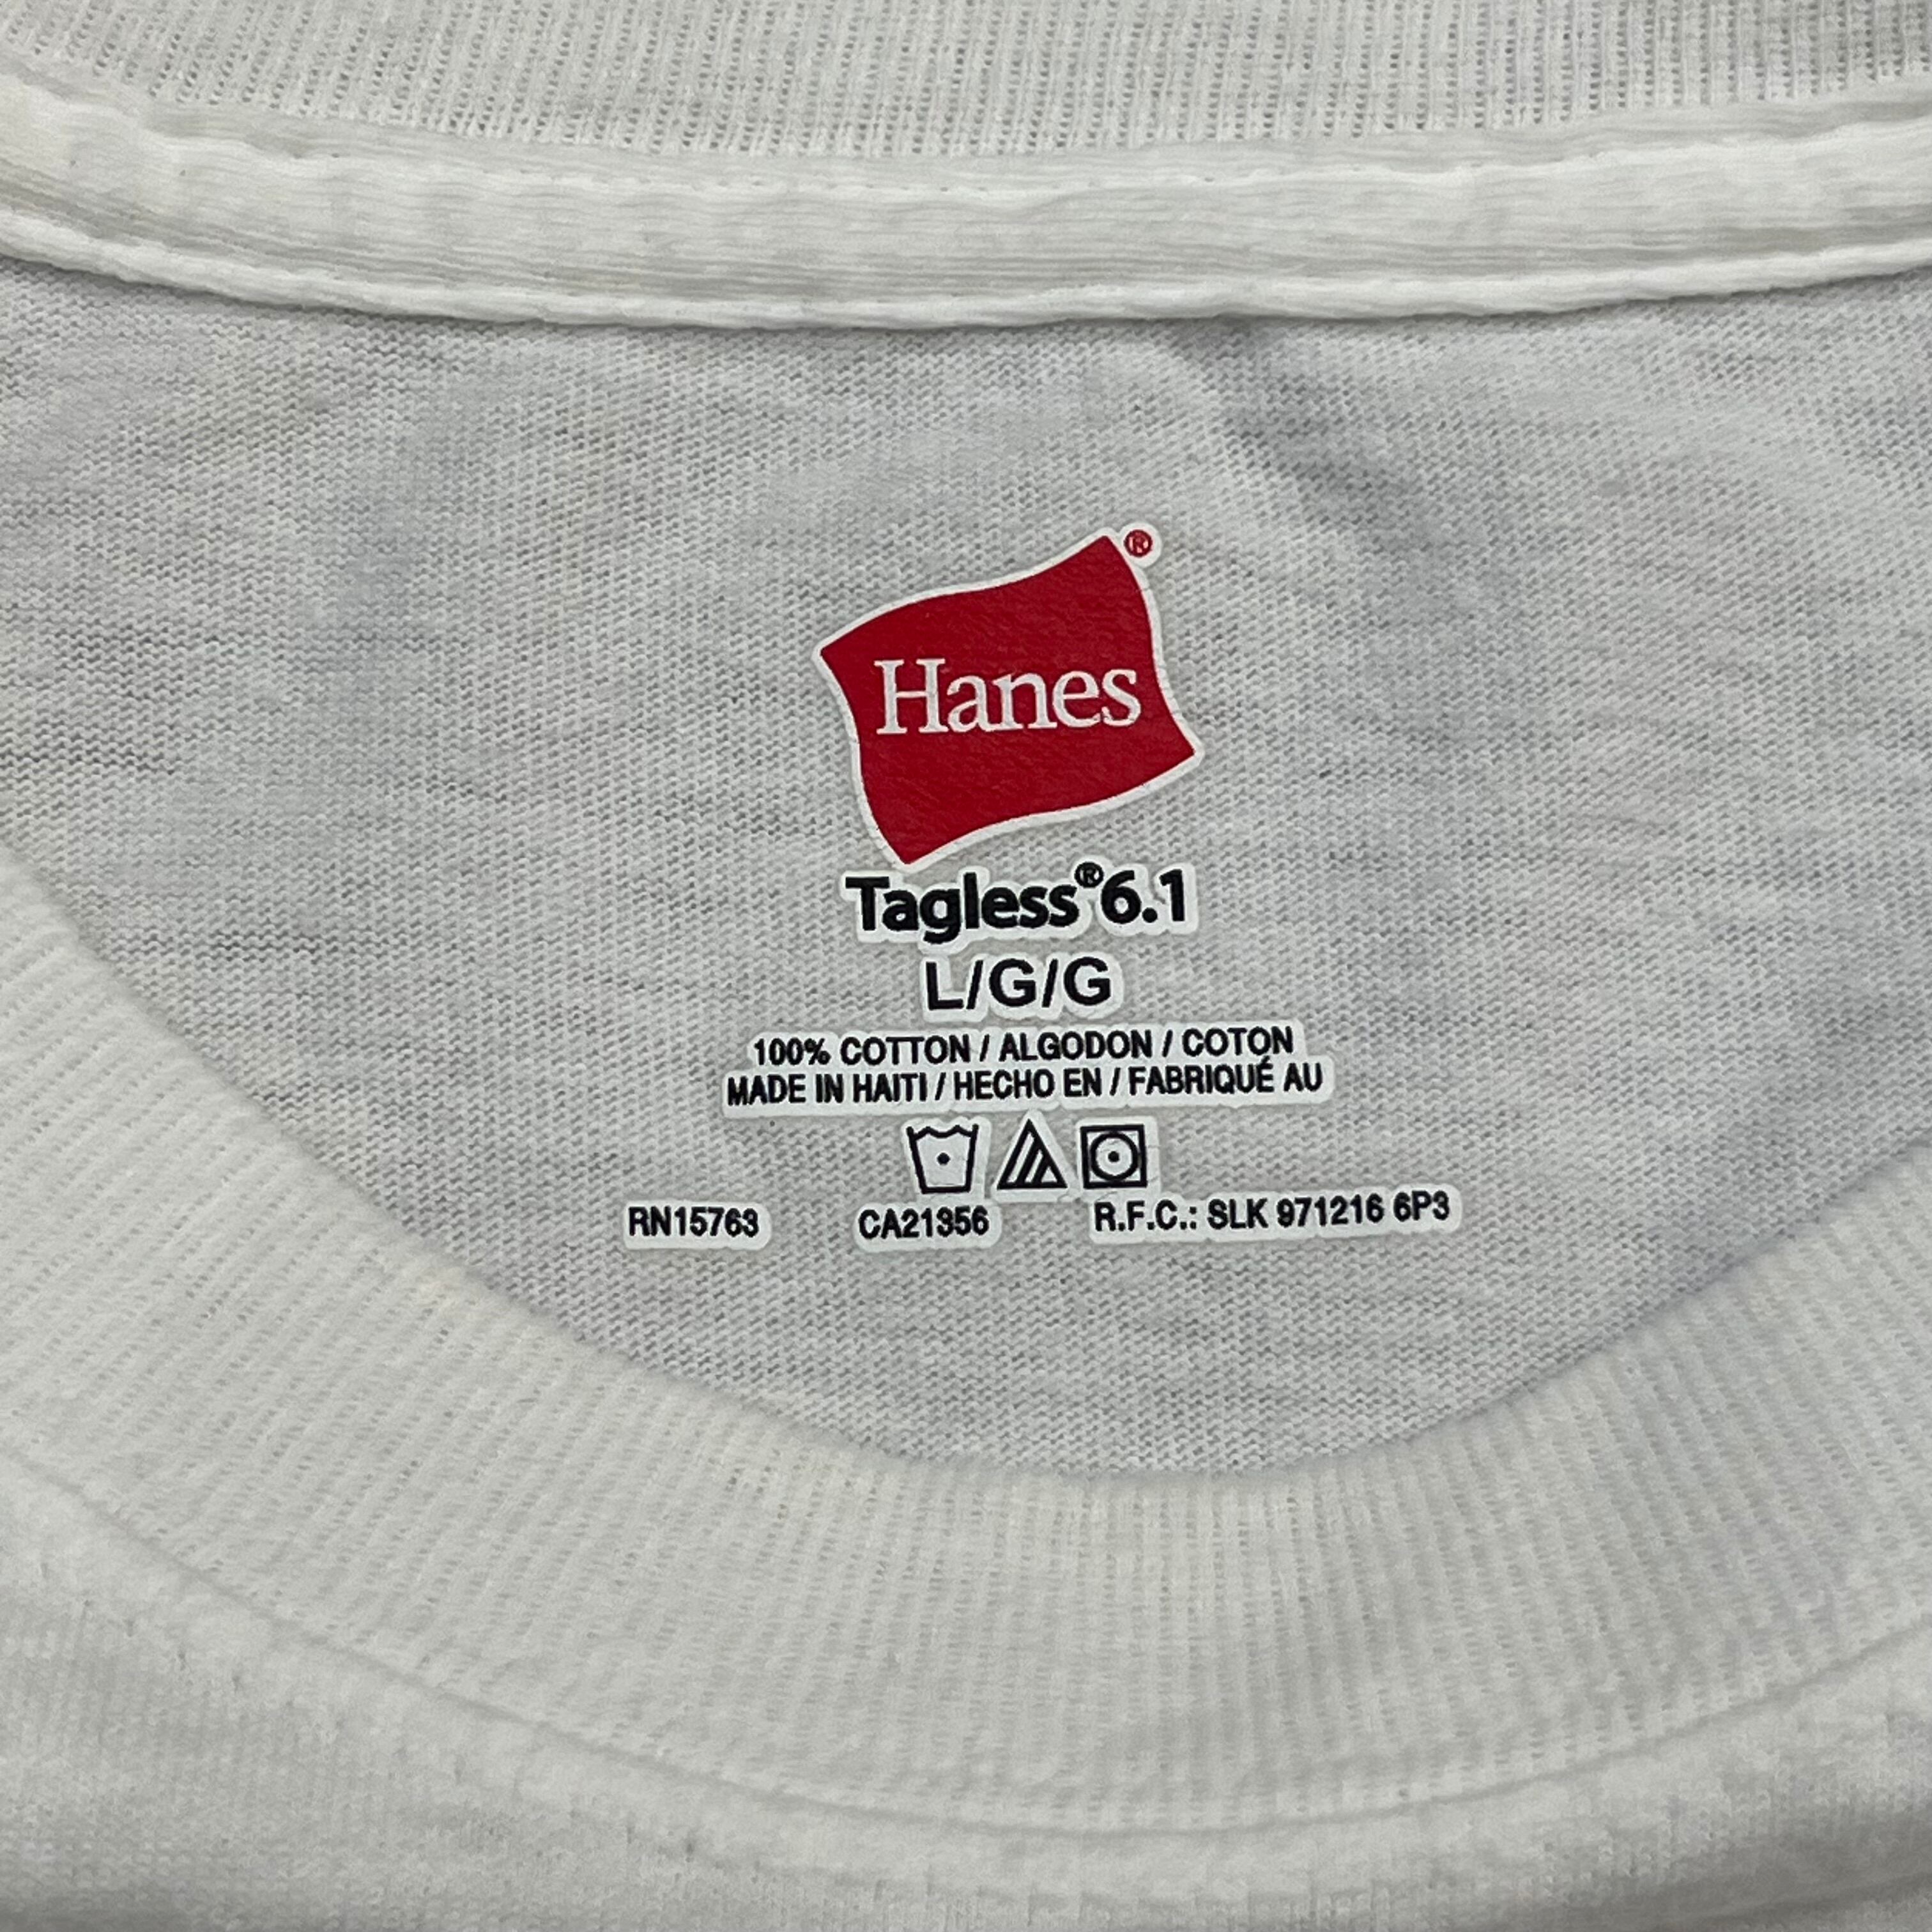 Hanes®
Tagless® 6.1
L/G/G
100% COTTON / ALGODON / COTON
MADE IN HAITI / HECHO EN / FABRIQUÉ AU
RN15763 CA21356 R.F.C.: SLK 971216 6P3